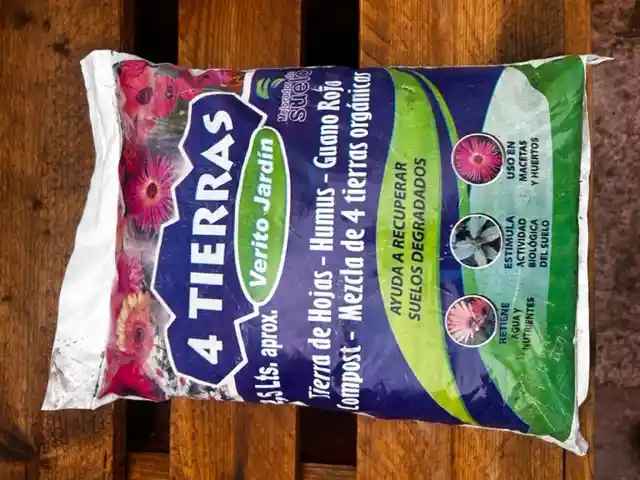 Mejorador
Suelo
4 TIERRAS
Verito Jardín
,5 Lts. aprox.
Tierra de Hojas - Humus - Guano Rojo
Compost - Mezcla de 4 tierras orgánicas
AYUDA A RECUPERAR
SUELOS DEGRADADOS
RETIENE
AGUA Y
NUTRIENTES
ESTIMULA
ACTIVIDAD
BIOLÓGICA
DEL SUELO
USO EN
MACETAS
Y HUERTOS